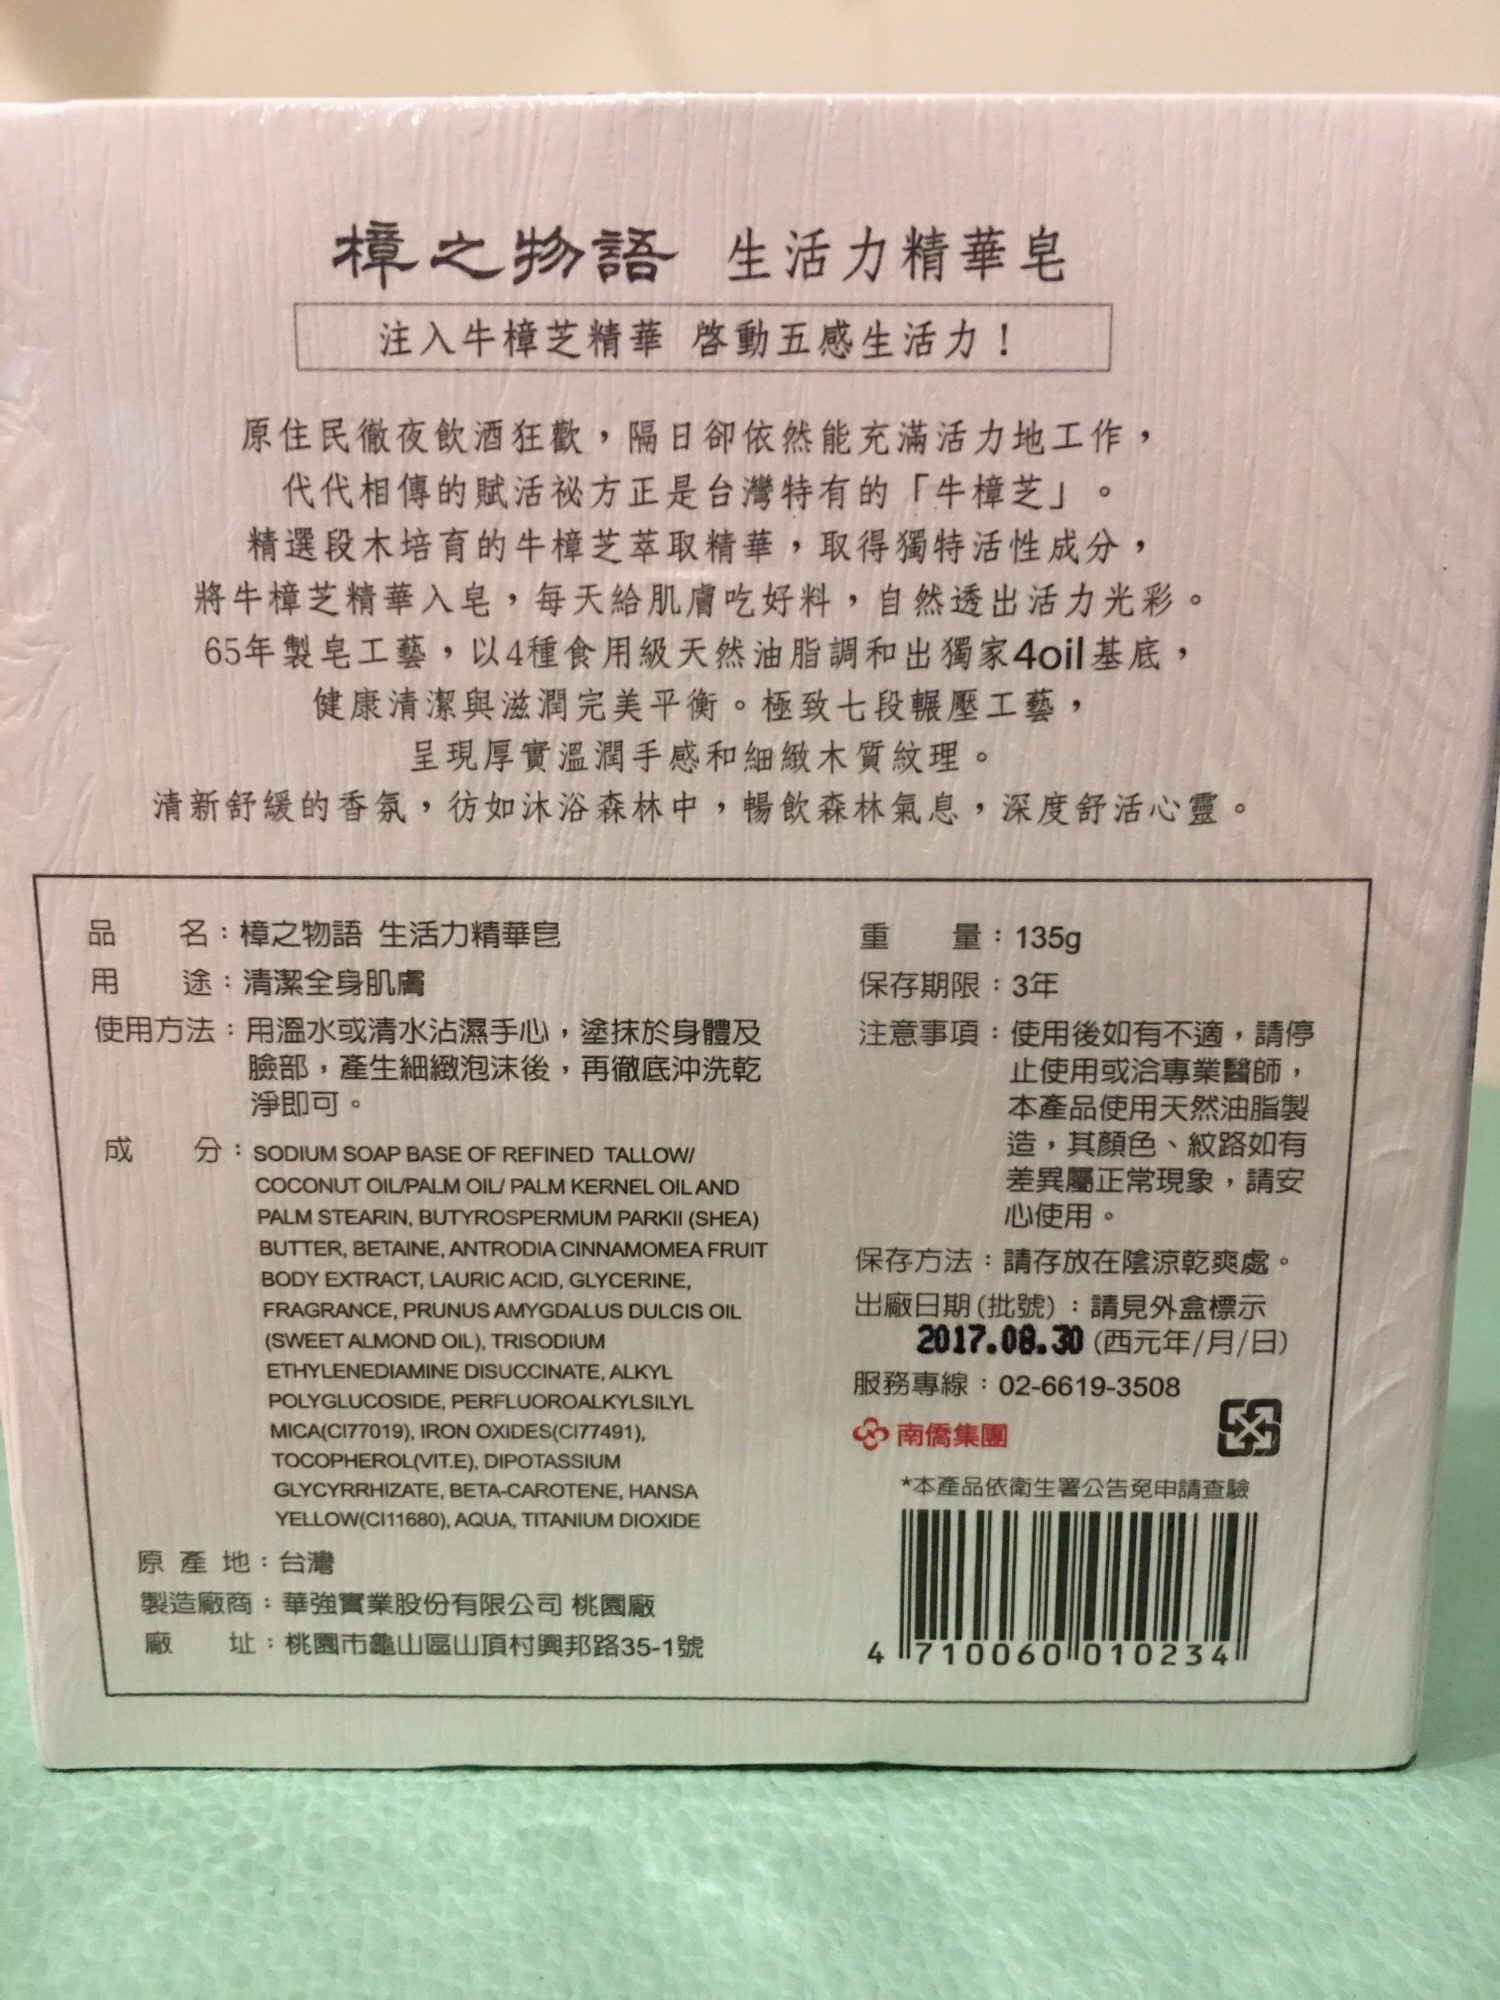 樟之物語 生活力精華皂
注入牛樟芝精華 啓動五感生活力！
原住民徹夜飲酒狂歡，隔日卻依然能充滿活力地工作，
代代相傳的賦活祕方正是台灣特有的「牛樟芝」。
精選段木培育的牛樟芝萃取精華，取得獨特活性成分，
將牛樟芝精華入皂，每天給肌膚吃好料，自然透出活力光彩。
65年製皂工藝，以4種食用級天然油脂調和出獨家4oil基底，
健康清潔與滋潤完美平衡。極致七段輾壓工藝，
呈現厚實溫潤手感和細緻木質紋理。
清新舒緩的香氛，彷如沐浴森林中，暢飲森林氣息，深度舒活心靈。
品名：樟之物語 生活力精華皂
用途：清潔全身肌膚
使用方法：用溫水或清水沾濕手心，塗抹於身體及
臉部，產生細緻泡沫後，再徹底沖洗乾
淨即可。
成分：SODIUM SOAP BASE OF REFINED TALLOW/
COCONUT OIL/PALM OIL/ PALM KERNEL OIL AND
PALM STEARIN, BUTYROSPERMUM PARKII (SHEA)
BUTTER, BETAINE, ANTRODIA CINNAMOMEA FRUIT
BODY EXTRACT, LAURIC ACID, GLYCERINE,
FRAGRANCE, PRUNUS AMYGDALUS DULCIS OIL
(SWEET ALMOND OIL), TRISODIUM
ETHYLENEDIAMINE DISUCCINATE, ALKYL
POLYGLUCOSIDE, PERFLUOROALKYLSILYL
MICA(CI77019), IRON OXIDES(CI77491),
TOCOPHEROL(VIT.E), DIPOTASSIUM
GLYCYRRHIZATE, BETA-CAROTENE, HANSA
YELLOW(CI11680), AQUA, TITANIUM DIOXIDE
原產地：台灣
製造廠商：華強實業股份有限公司 桃園廠
廠址：桃園市龜山區山頂村興邦路35-1號
重量：135g
保存期限：3年
注意事項：使用後如有不適，請停
止使用或洽專業醫師，
本產品使用天然油脂製
造，其顏色、紋路如有
差異屬正常現象，請安
心使用。
保存方法：請存放在陰涼乾爽處。
出廠日期(批號)：請見外盒標示
2017.08.30 (西元年/月/日)
服務專線：02-6619-3508
南僑集團
*本產品依衛生署公告免申請查驗
4 710060 010234